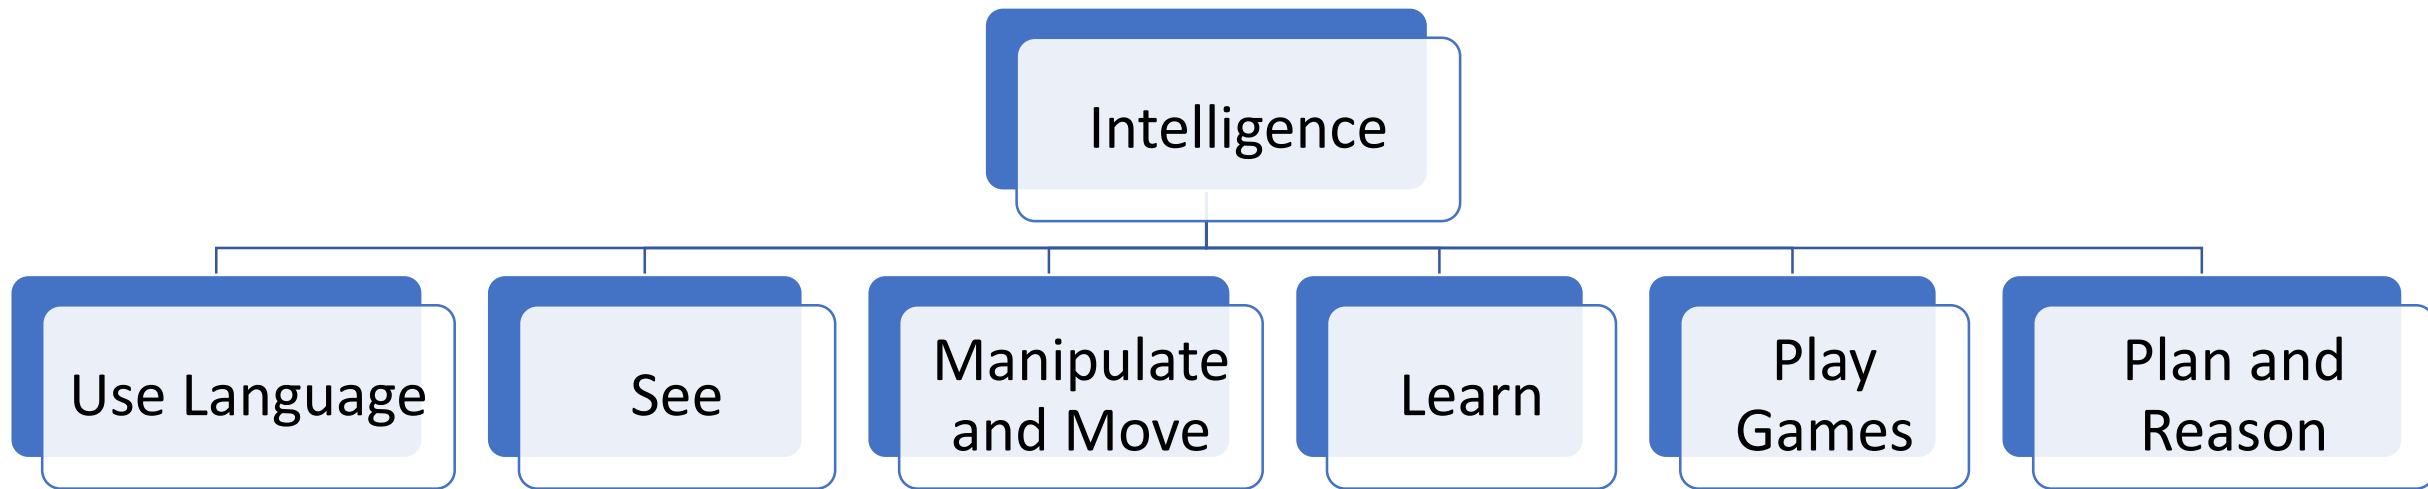 Intelligence
Use Language
See
Manipulate
and Move
Learn
Play
Games
Plan and
Reason